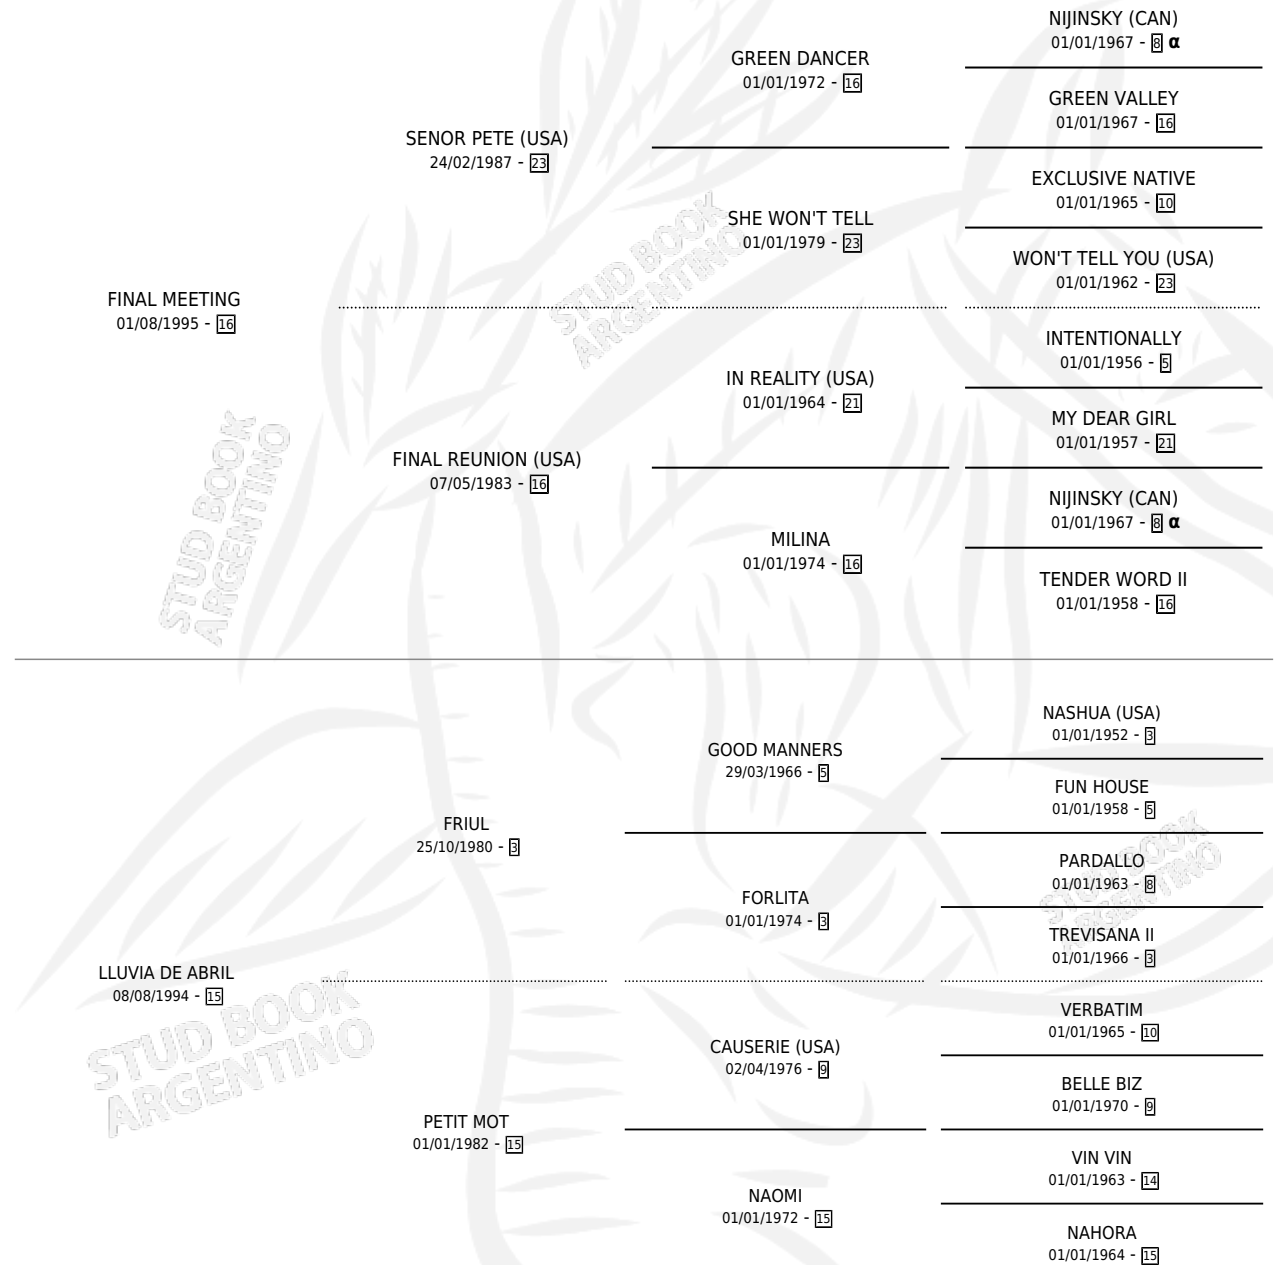 NIJINSKY (CAN)
01/01/1967 - 8 α
GREEN DANCER
01/01/1972 - 16
GREEN VALLEY
01/01/1967 - 16
SENOR PETE (USA)
24/02/1987 - 23
EXCLUSIVE NATIVE
01/01/1965 - 10
SHE WON'T TELL
01/01/1979 - 23
WON'T TELL YOU (USA)
01/01/1962 - 23
FINAL MEETING
01/08/1995 - 16
INTENTIONALLY
01/01/1956 - 5
IN REALITY (USA)
01/01/1964 - 21
MY DEAR GIRL
01/01/1957 - 21
FINAL REUNION (USA)
07/05/1983 - 16
NIJINSKY (CAN)
01/01/1967 - 8 α
MILINA
01/01/1974 - 16
TENDER WORD II
01/01/1958 - 16
NASHUA (USA)
01/01/1952 - 3
GOOD MANNERS
29/03/1966 - 5
FUN HOUSE
01/01/1958 - 5
FRIUL
25/10/1980 - 3
PARDALLO
01/01/1963 - 8
FORLITA
01/01/1974 - 3
TREVISANA II
01/01/1966 - 3
LLUVIA DE ABRIL
08/08/1994 - 15
VERBATIM
01/01/1965 - 10
CAUSERIE (USA)
02/04/1976 - 9
BELLE BIZ
01/01/1970 - 9
PETIT MOT
01/01/1982 - 15
VIN VIN
01/01/1963 - 14
NAOMI
01/01/1972 - 15
NAHORA
01/01/1964 - 15
STUD BOOK
ARGENTINO
STUD BOOK
ARGENTINO
STUD BOOK
ARGENTINO
STUD BOOK
ARGENTINO